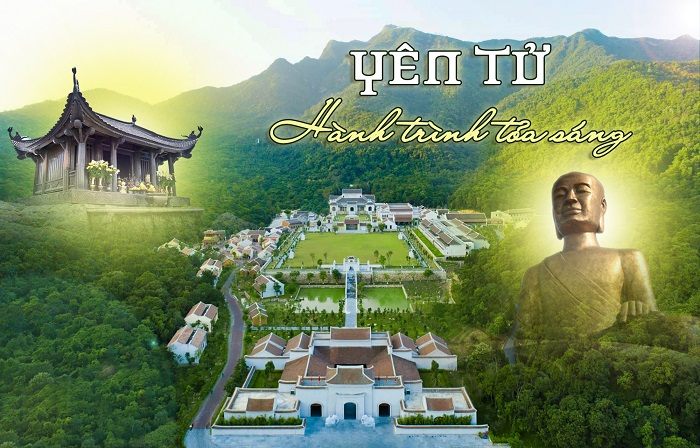 YÊN TỬ
Hành trình tỏa sáng